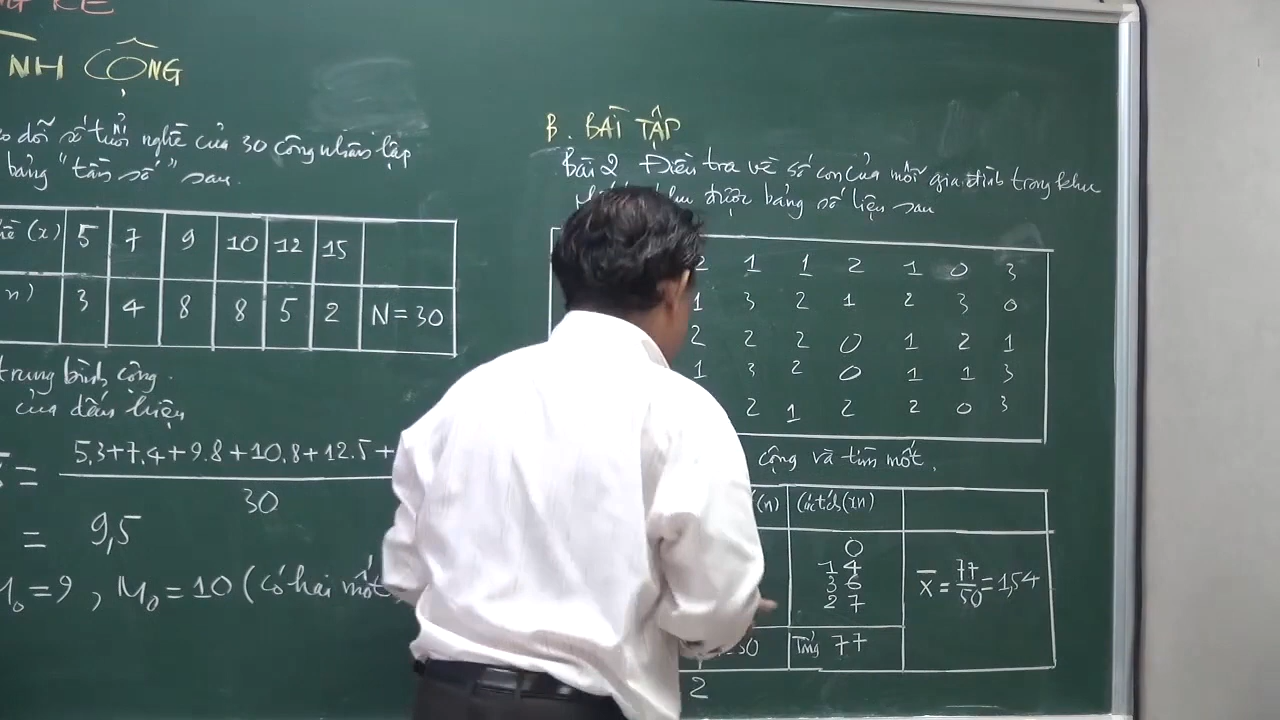 NH CỘNG
dõi số tuổi nghề của 30 công nhân lập
bảng "tần số" sau.
(x) 5 7 9 10 12 15
n) 3 4 8 8 5 2 N = 30
trung bình cộng.
của dấu hiệu
= 5.3+7.4+9.8+10.8+12.5+
30
= 9,5
M₀ = 9 , M₀ = 10 (có hai mốt
B. BÀI TẬP
Bài 2 Điều tra về số con của mỗi gia đình trong khu
được bảng số liệu sau
2 1 1 2 1 0 3
1 3 2 1 2 3 0
2 2 2 0 1 2 1
1 3 2 0 1 1 3
2 1 2 2 0 3
cộng và tìm mốt.
(n) Các tích (xn)
0
14
36
27
X̄ = 77/50 = 1,54
Tổng 77
2